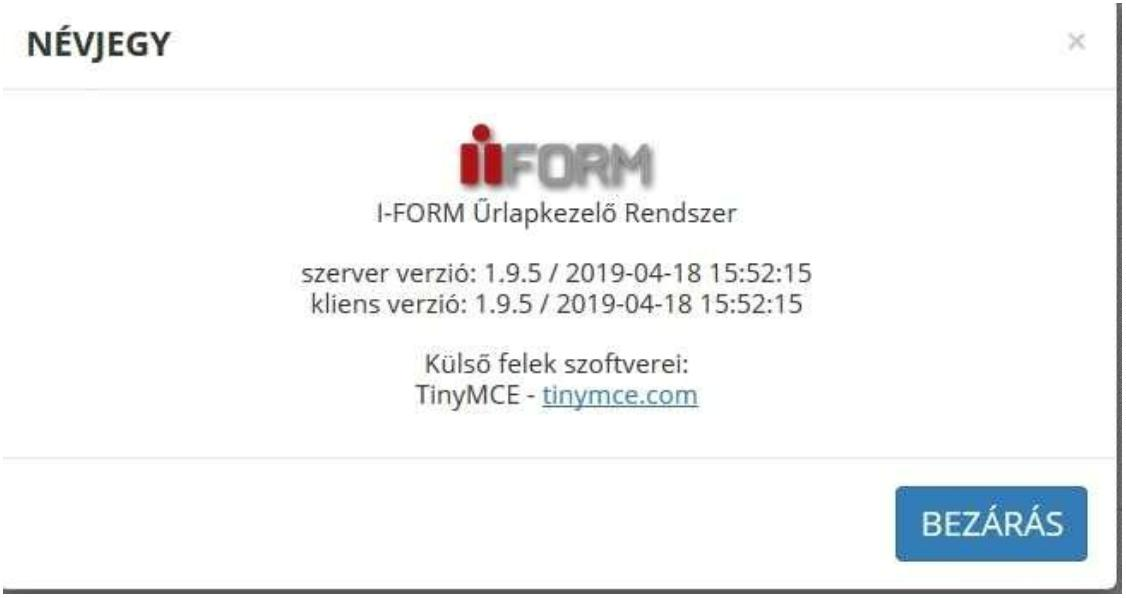 NÉVJEGY ×
iFORM
I-FORM Űrlapkezelő Rendszer
szerver verzió: 1.9.5 / 2019-04-18 15:52:15
kliens verzió: 1.9.5 / 2019-04-18 15:52:15
Külső felek szoftverei:
TinyMCE - tinymce.com
BEZÁRÁS